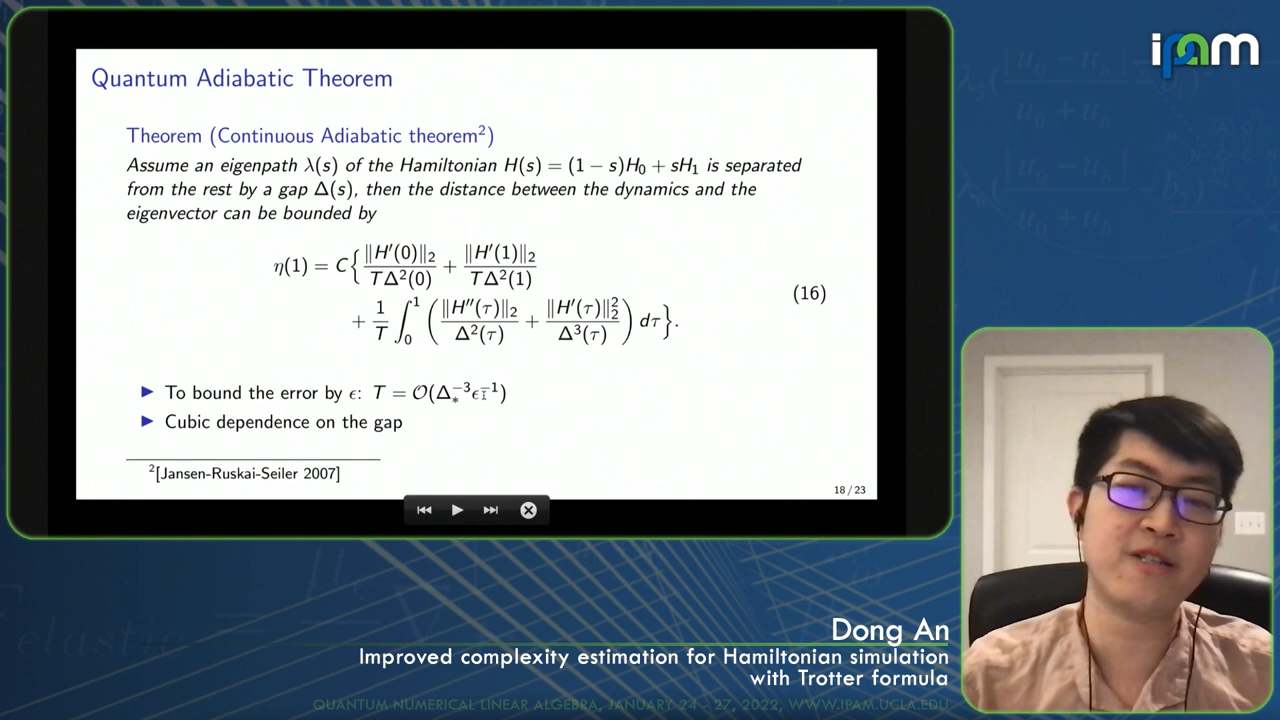 ipam
Quantum Adiabatic Theorem
Theorem (Continuous Adiabatic theorem²)
Assume an eigenpath λ(s) of the Hamiltonian H(s) = (1 − s)H₀ + sH₁ is separated
from the rest by a gap Δ(s), then the distance between the dynamics and the
eigenvector can be bounded by
η(1) = C{ ‖H′(0)‖₂ / TΔ²(0) + ‖H′(1)‖₂ / TΔ²(1)
+ 1/T ∫₀¹ ( ‖H″(τ)‖₂ / Δ²(τ) + ‖H′(τ)‖₂² / Δ³(τ) ) dτ}.
(16)
▶ To bound the error by ϵ: T = 𝒪(Δ∗⁻³ϵ⁻¹)
▶ Cubic dependence on the gap
²[Jansen-Ruskai-Seiler 2007]
18 / 23
Dong An
Improved complexity estimation for Hamiltonian simulation
with Trotter formula
QUANTUM NUMERICAL LINEAR ALGEBRA, JANUARY 24 - 27, 2022, WWW.IPAM.UCLA.EDU